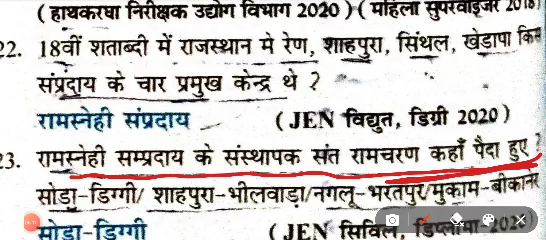 (हाथकरघा निरीक्षक उद्योग विभाग 2020) ( महिला सुपरवाइजर 2018)
22. 18वीं शताब्दी में राजस्थान मे रेण, शाहपुरा, सिंथल, खेडापा किस
संप्रदाय के चार प्रमुख केन्द्र थे ?
रामस्नेही संप्रदाय (JEN विद्युत, डिग्री 2020)
23. रामस्नेही सम्प्रदाय के संस्थापक संत रामचरण कहाँ पैदा हुए ?
सोडा-डिग्गी/ शाहपुरा-भीलवाड़ा/नगलू-भरतपुर/मुकाम-बीकानेर
सोडा-डिग्गी (JEN सिविल, डिप्लोमा-2020)